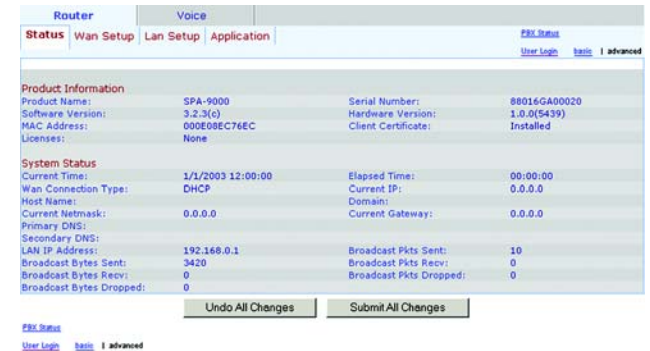 Router Voice
Status Wan Setup Lan Setup Application PBX Status
User Login basic | advanced
Product Information
Product Name: SPA-9000 Serial Number: 88016GA00020
Software Version: 3.2.3(c) Hardware Version: 1.0.0(5439)
MAC Address: 000E08EC76EC Client Certificate: Installed
Licenses: None
System Status
Current Time: 1/1/2003 12:00:00 Elapsed Time: 00:00:00
Wan Connection Type: DHCP Current IP: 0.0.0.0
Host Name: Domain:
Current Netmask: 0.0.0.0 Current Gateway: 0.0.0.0
Primary DNS:
Secondary DNS:
LAN IP Address: 192.168.0.1 Broadcast Pkts Sent: 10
Broadcast Bytes Sent: 3420 Broadcast Pkts Recv: 0
Broadcast Bytes Recv: 0 Broadcast Pkts Dropped: 0
Broadcast Bytes Dropped: 0
Undo All Changes Submit All Changes
PBX Status
User Login basic | advanced